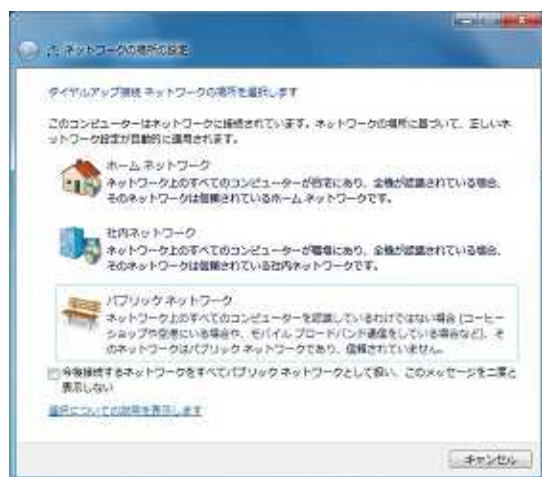 ネットワークの場所の設定
ダイヤルアップ接続 ネットワークの場所を選択します
このコンピューターはネットワークに接続されています。ネットワークの場所に基づいて、正しいネ
ットワーク設定が自動的に適用されます。
ホーム ネットワーク
ネットワーク上のすべてのコンピューターが自宅にあり、全機が認識されている場合、
そのネットワークは信頼されているホーム ネットワークです。
社内ネットワーク
ネットワーク上のすべてのコンピューターが職場にあり、全機が認識されている場合、
そのネットワークは信頼されている社内ネットワークです。
パブリック ネットワーク
ネットワーク上のすべてのコンピューターを認識しているわけではない場合 (コーヒー
ショップや空港にいる場合や、モバイル ブロードバンド通信をしている場合など)、そ
のネットワークはパブリック ネットワークであり、信頼されていません。
今後接続するネットワークをすべてパブリック ネットワークとして扱い、このメッセージを二度と
表示しない
選択についての説明を表示します
キャンセル